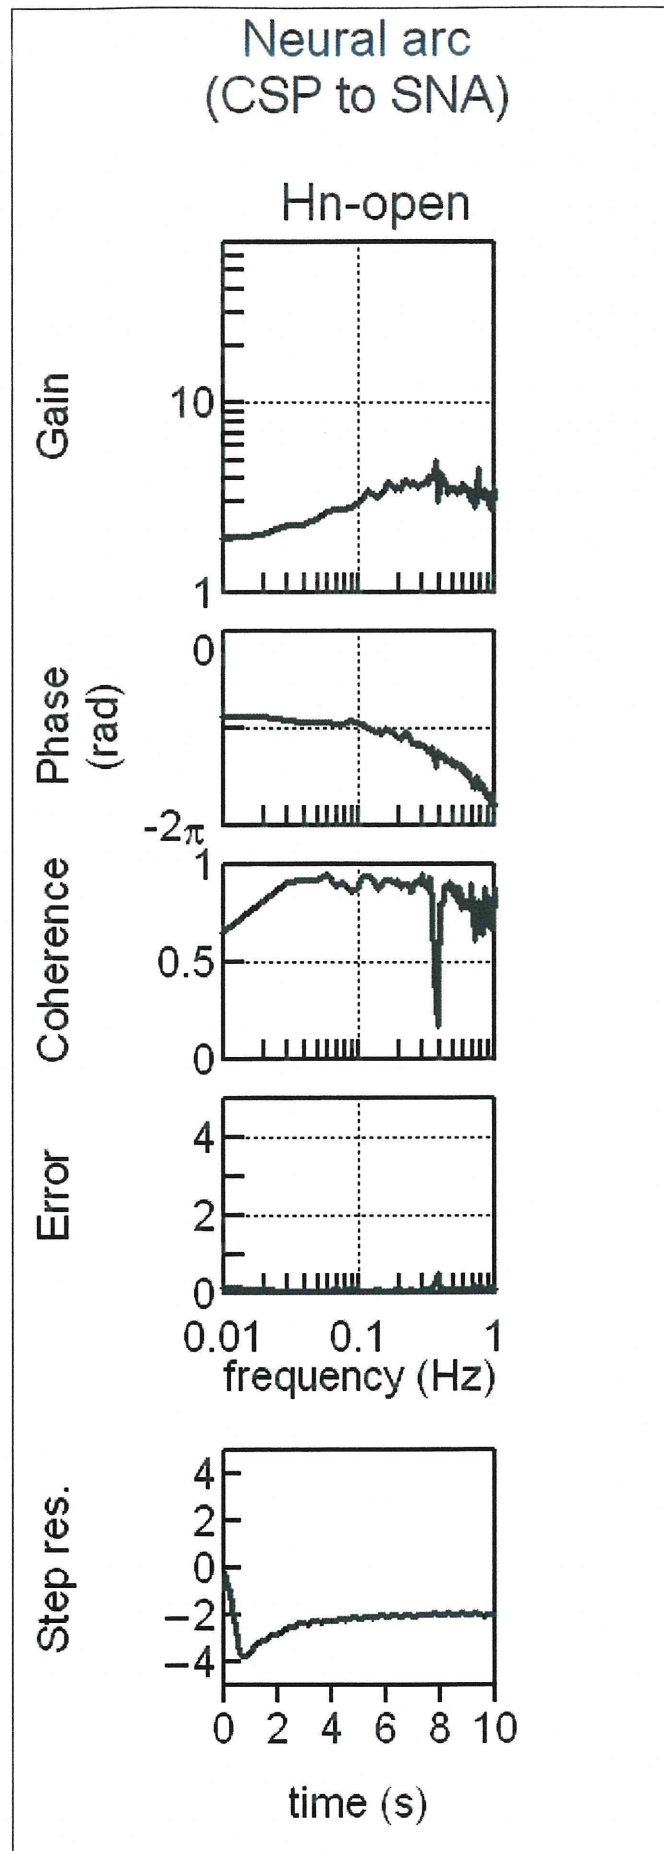 Neural arc
(CSP to SNA)
Hn-open
Gain
10
1
Phase
(rad)
0
-2π
Coherence
1
0.5
0
Error
4
2
0
0.01 0.1 1
frequency (Hz)
Step res.
4
2
0
−2
−4
0 2 4 6 8 10
time (s)